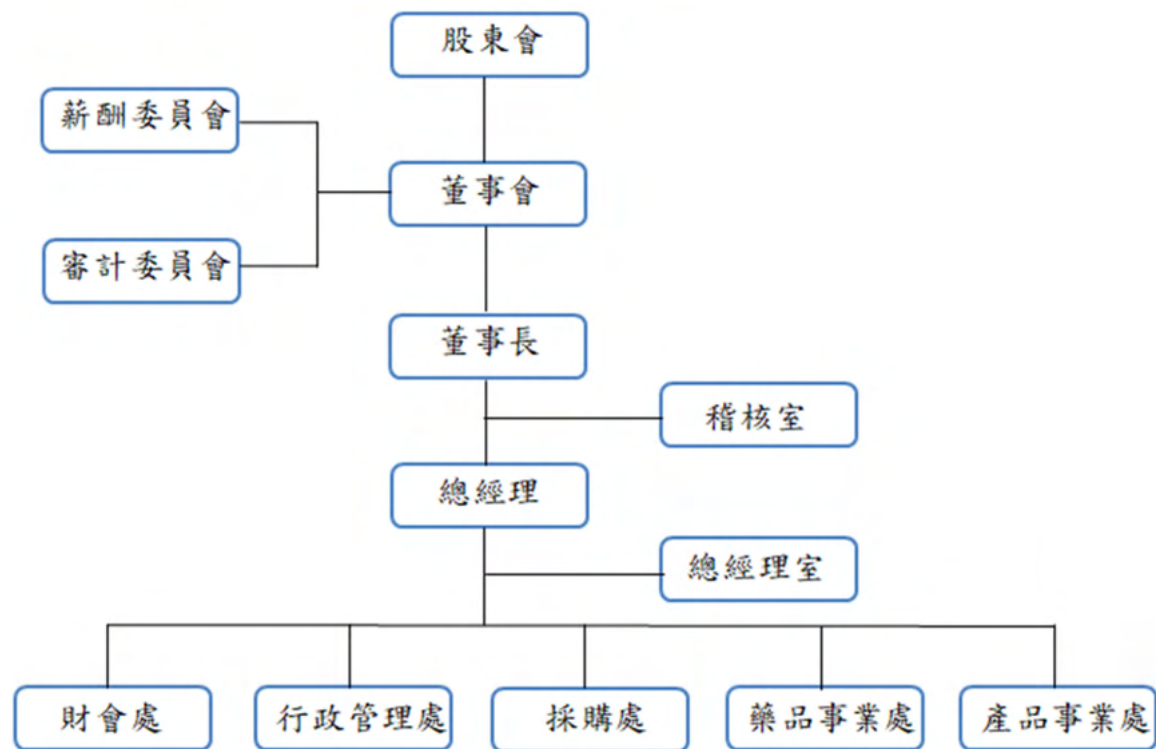 股東會
薪酬委員會
董事會
審計委員會
董事長
稽核室
總經理
總經理室
財會處
行政管理處
採購處
藥品事業處
產品事業處